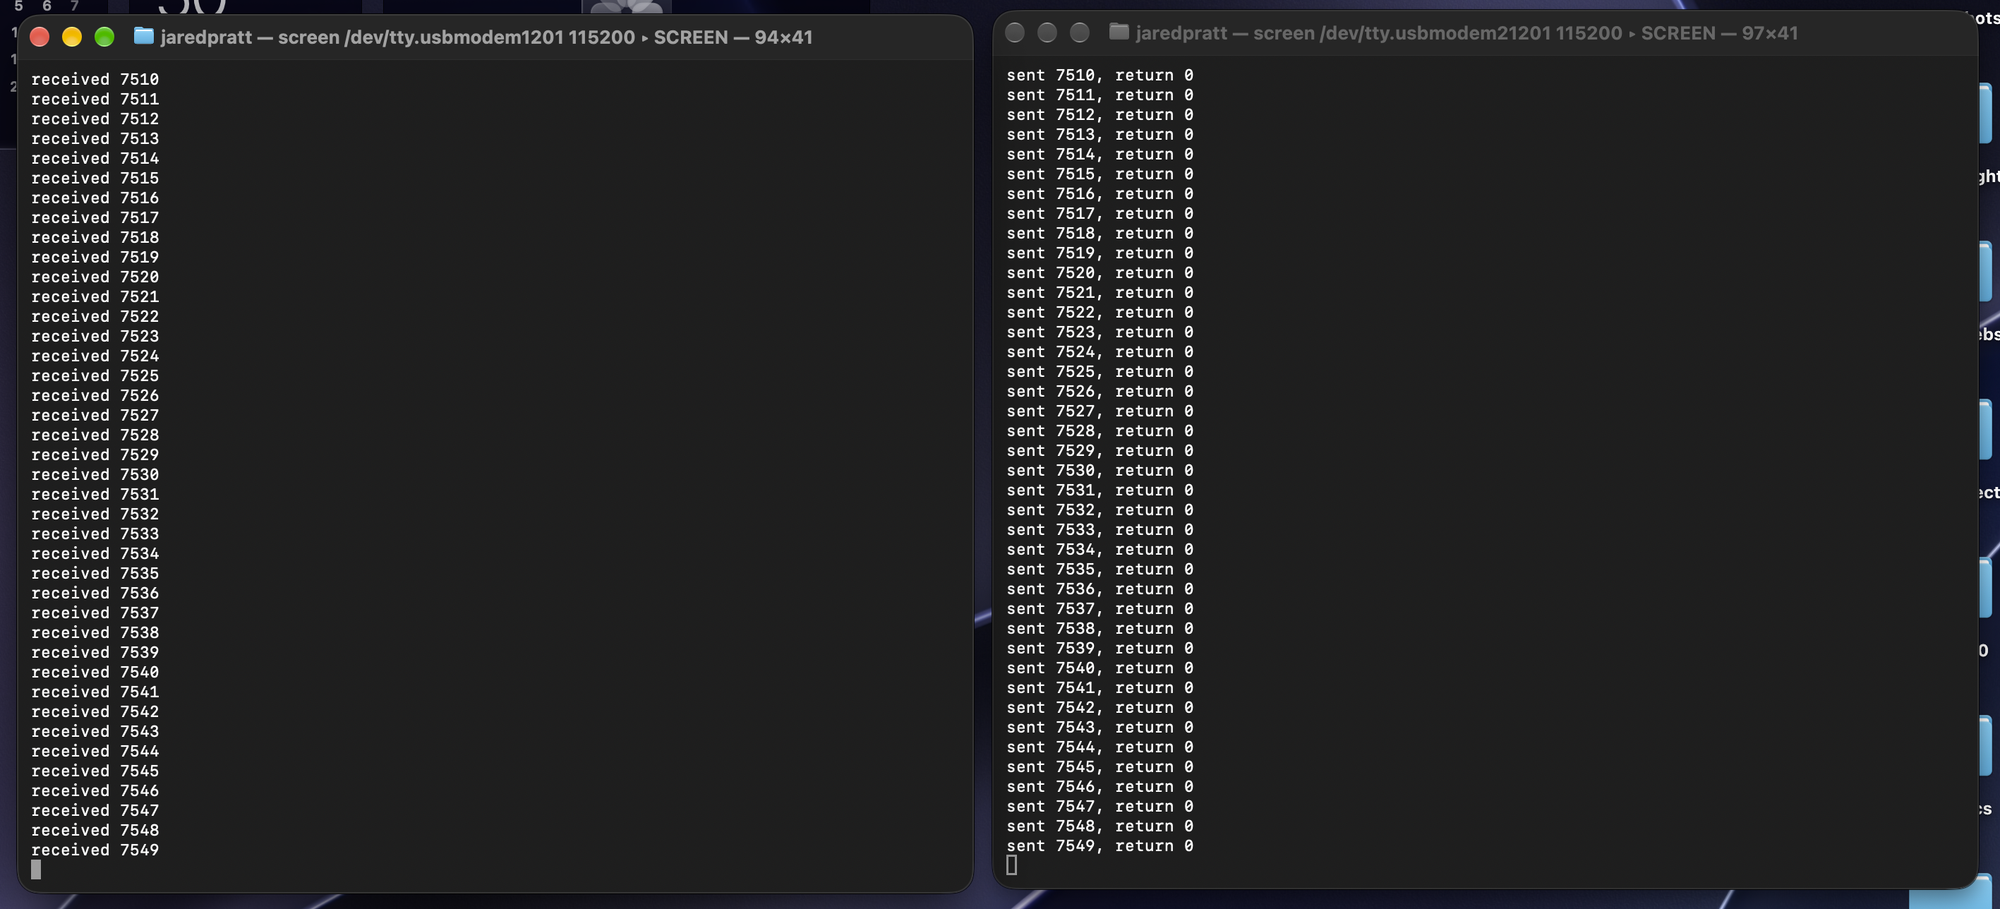 5 6 7
jaredpratt — screen /dev/tty.usbmodem1201 115200 ▸ SCREEN — 94×41
received 7510
received 7511
received 7512
received 7513
received 7514
received 7515
received 7516
received 7517
received 7518
received 7519
received 7520
received 7521
received 7522
received 7523
received 7524
received 7525
received 7526
received 7527
received 7528
received 7529
received 7530
received 7531
received 7532
received 7533
received 7534
received 7535
received 7536
received 7537
received 7538
received 7539
received 7540
received 7541
received 7542
received 7543
received 7544
received 7545
received 7546
received 7547
received 7548
received 7549
jaredpratt — screen /dev/tty.usbmodem21201 115200 ▸ SCREEN — 97×41
sent 7510, return 0
sent 7511, return 0
sent 7512, return 0
sent 7513, return 0
sent 7514, return 0
sent 7515, return 0
sent 7516, return 0
sent 7517, return 0
sent 7518, return 0
sent 7519, return 0
sent 7520, return 0
sent 7521, return 0
sent 7522, return 0
sent 7523, return 0
sent 7524, return 0
sent 7525, return 0
sent 7526, return 0
sent 7527, return 0
sent 7528, return 0
sent 7529, return 0
sent 7530, return 0
sent 7531, return 0
sent 7532, return 0
sent 7533, return 0
sent 7534, return 0
sent 7535, return 0
sent 7536, return 0
sent 7537, return 0
sent 7538, return 0
sent 7539, return 0
sent 7540, return 0
sent 7541, return 0
sent 7542, return 0
sent 7543, return 0
sent 7544, return 0
sent 7545, return 0
sent 7546, return 0
sent 7547, return 0
sent 7548, return 0
sent 7549, return 0